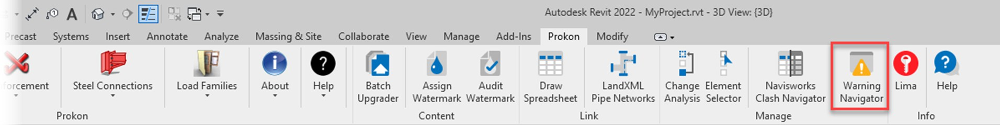 Autodesk Revit 2022 - MyProject.rvt - 3D View: {3D}
Precast Systems Insert Annotate Analyze Massing & Site Collaborate View Manage Add-Ins Prokon Modify
Steel Connections
Load Families
About
Help
Batch
Upgrader
Assign
Watermark
Audit
Watermark
Draw
Spreadsheet
LandXML
Pipe Networks
Change
Analysis
Element
Selector
Navisworks
Clash Navigator
Warning
Navigator
Lima
Help
Prokon
Content
Link
Manage
Info